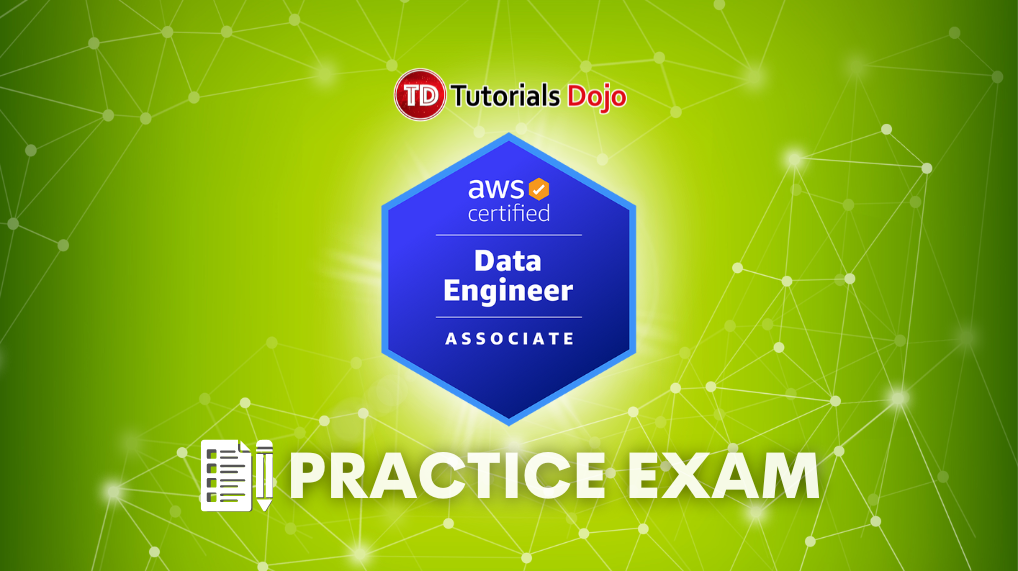 TD Tutorials Dojo
aws
certified
Data
Engineer
ASSOCIATE
PRACTICE EXAM